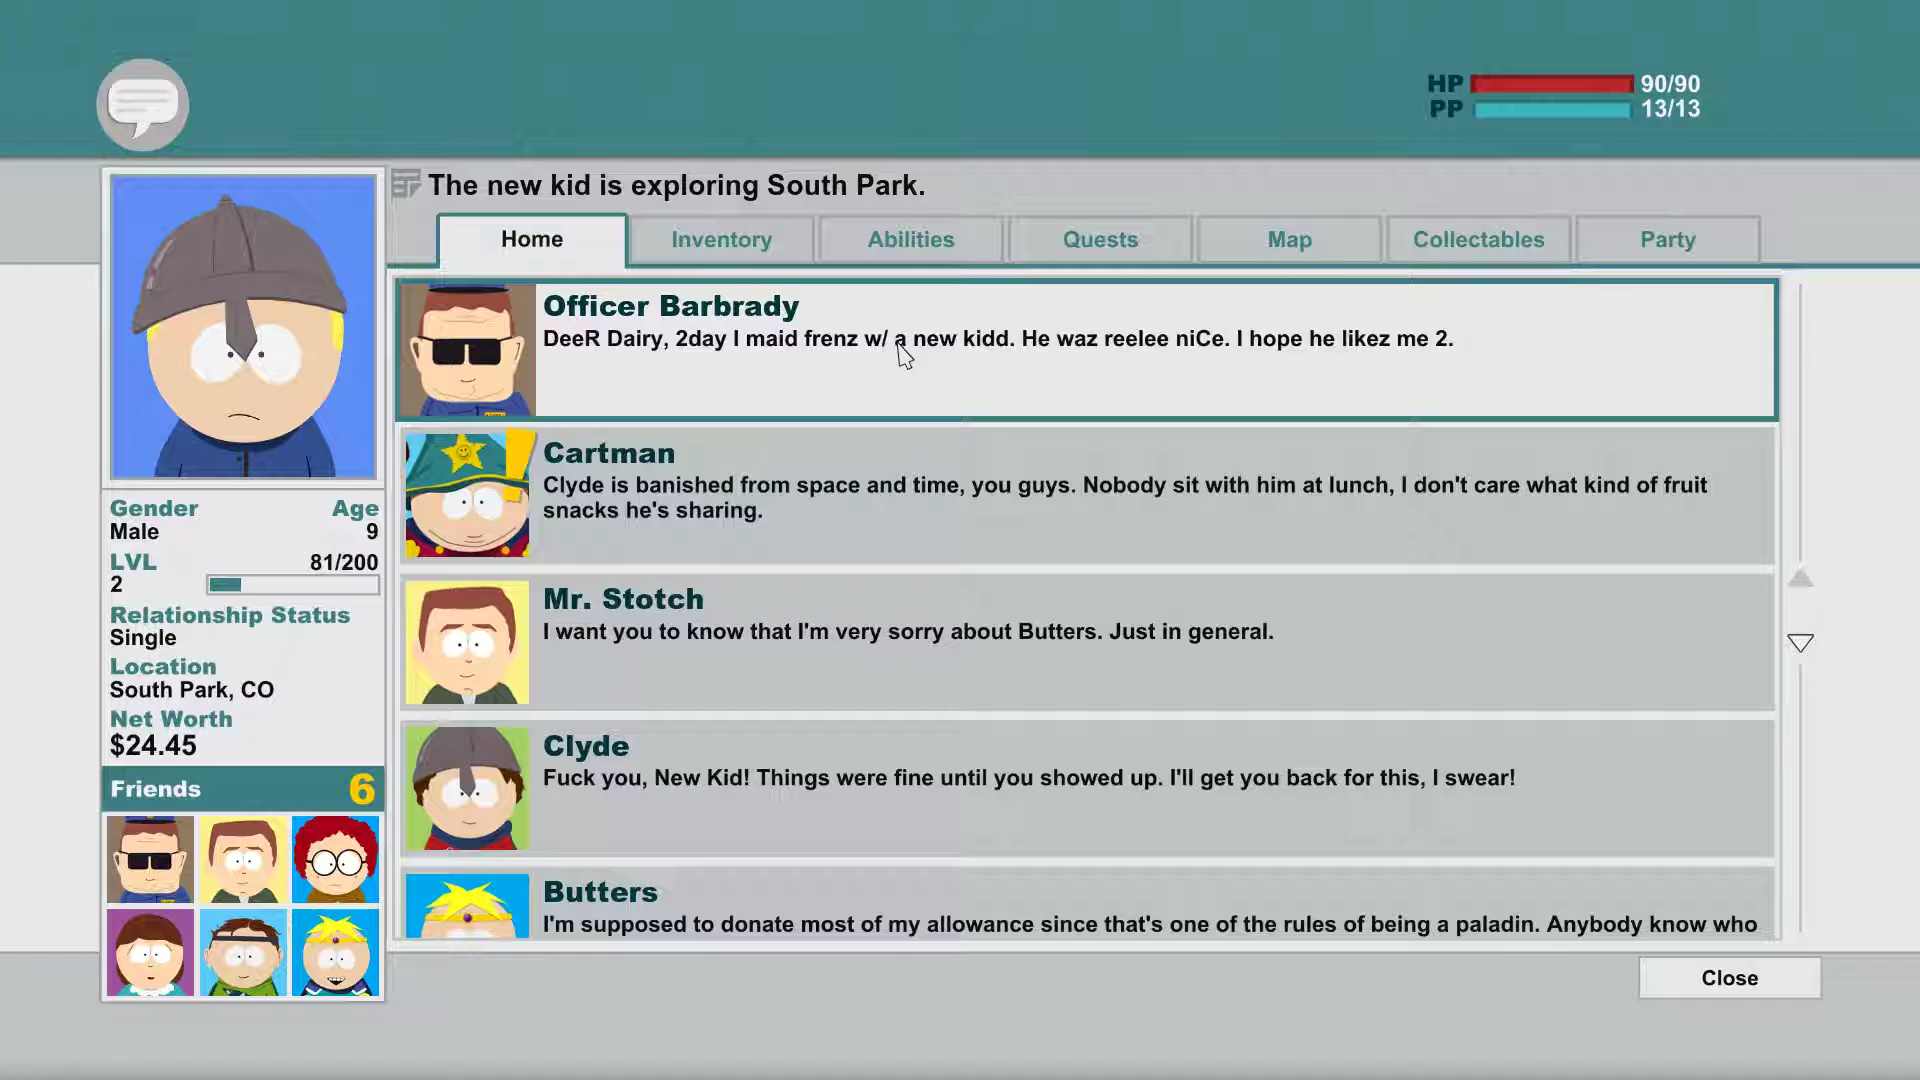 HP 90/90
PP 13/13
The new kid is exploring South Park.
Home Inventory Abilities Quests Map Collectables Party
Officer Barbrady
DeeR Dairy, 2day I maid frenz w/ a new kidd. He waz reelee niCe. I hope he likez me 2.
Cartman
Clyde is banished from space and time, you guys. Nobody sit with him at lunch, I don't care what kind of fruit
snacks he's sharing.
Mr. Stotch
I want you to know that I'm very sorry about Butters. Just in general.
Clyde
Fuck you, New Kid! Things were fine until you showed up. I'll get you back for this, I swear!
Butters
I'm supposed to donate most of my allowance since that's one of the rules of being a paladin. Anybody know who
Gender Age
Male 9
LVL 81/200
2
Relationship Status
Single
Location
South Park, CO
Net Worth
$24.45
Friends 6
Close